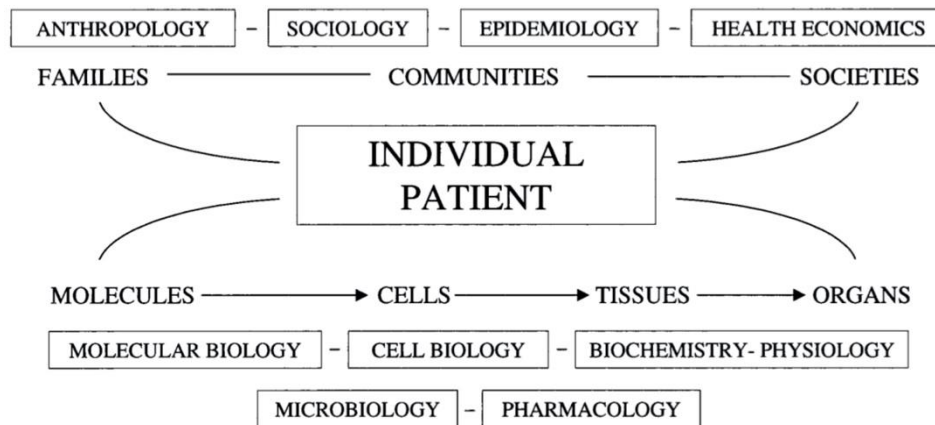 ANTHROPOLOGY - SOCIOLOGY - EPIDEMIOLOGY - HEALTH ECONOMICS
FAMILIES COMMUNITIES SOCIETIES
INDIVIDUAL
PATIENT
MOLECULES CELLS TISSUES ORGANS
MOLECULAR BIOLOGY - CELL BIOLOGY - BIOCHEMISTRY- PHYSIOLOGY
MICROBIOLOGY - PHARMACOLOGY